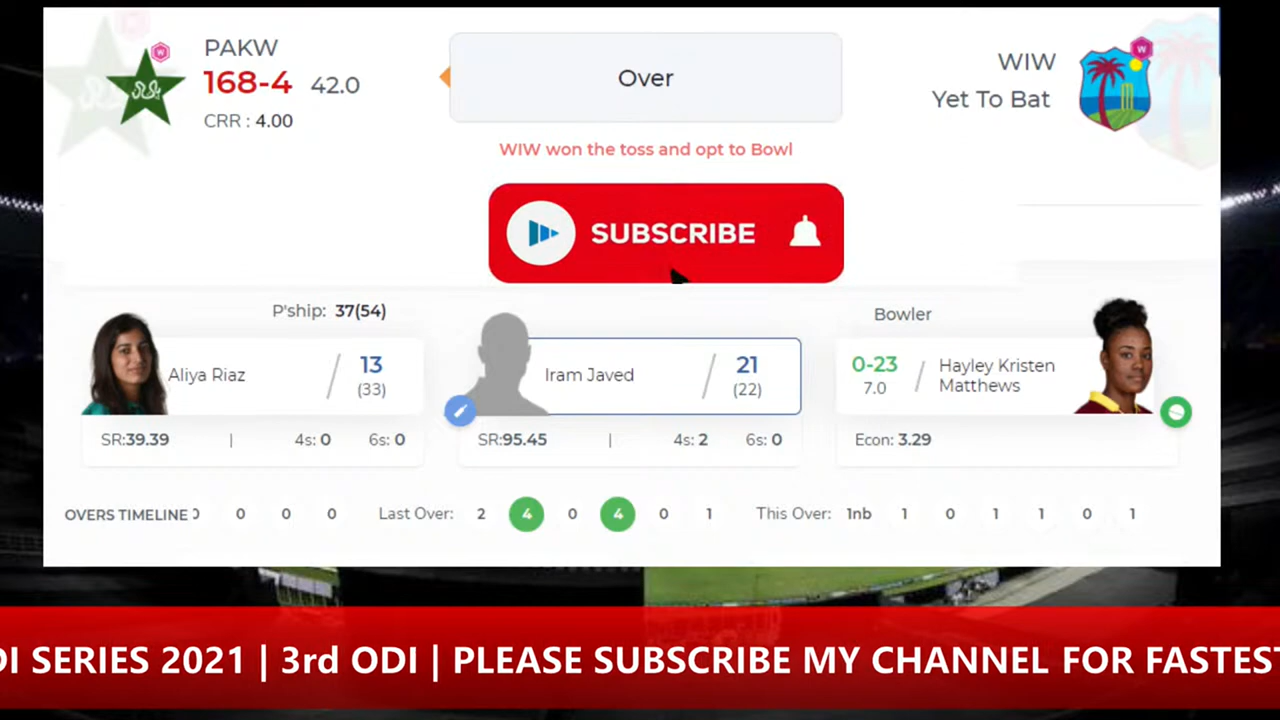 PAKW
168-4 42.0
CRR : 4.00
Over
WIW won the toss and opt to Bowl
WIW
Yet To Bat
W
W
SUBSCRIBE
P'ship: 37(54)
Aliya Riaz / 13
(33)
SR:39.39 | 4s: 0 6s: 0
Iram Javed / 21
(22)
SR:95.45 | 4s: 2 6s: 0
Bowler
0-23 / Hayley Kristen
7.0 Matthews
Econ: 3.29
OVERS TIMELINE 0 0 0 Last Over: 2 4 0 4 0 1 This Over: 1nb 1 0 1 1 0 1
DI SERIES 2021 | 3rd ODI | PLEASE SUBSCRIBE MY CHANNEL FOR FASTEST